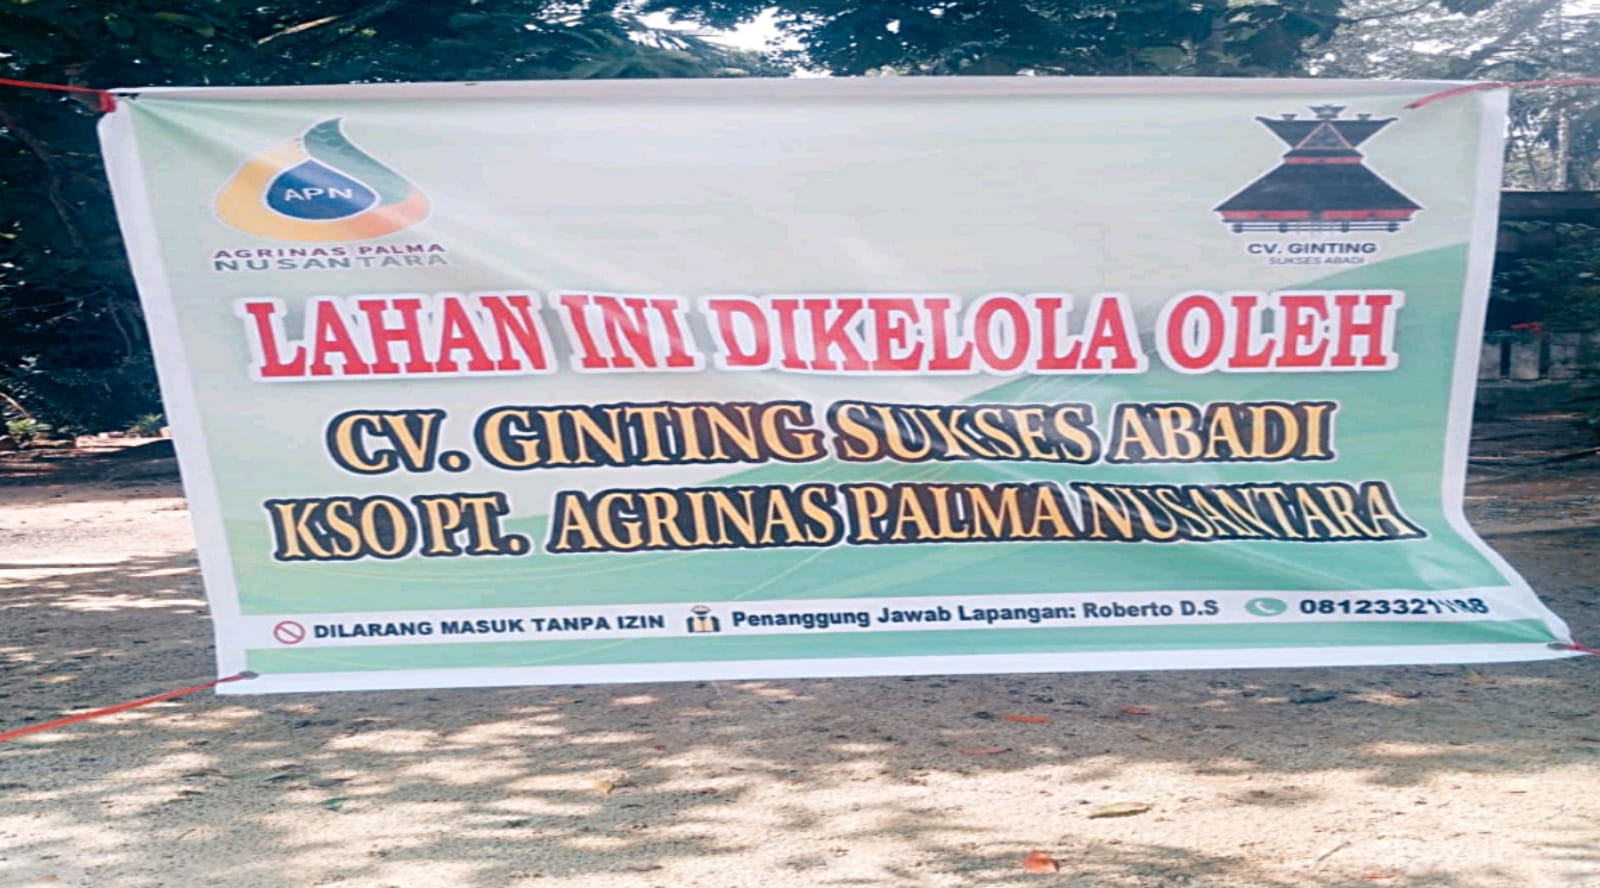 APN
AGRINAS PALMA
NUSANTARA
CV. GINTING
SUKSES ABADI
LAHAN INI DIKELOLA OLEH
CV. GINTING SUKSES ABADI
KSO PT. AGRINAS PALMA NUSANTARA
DILARANG MASUK TANPA IZIN Penanggung Jawab Lapangan: Roberto D.S